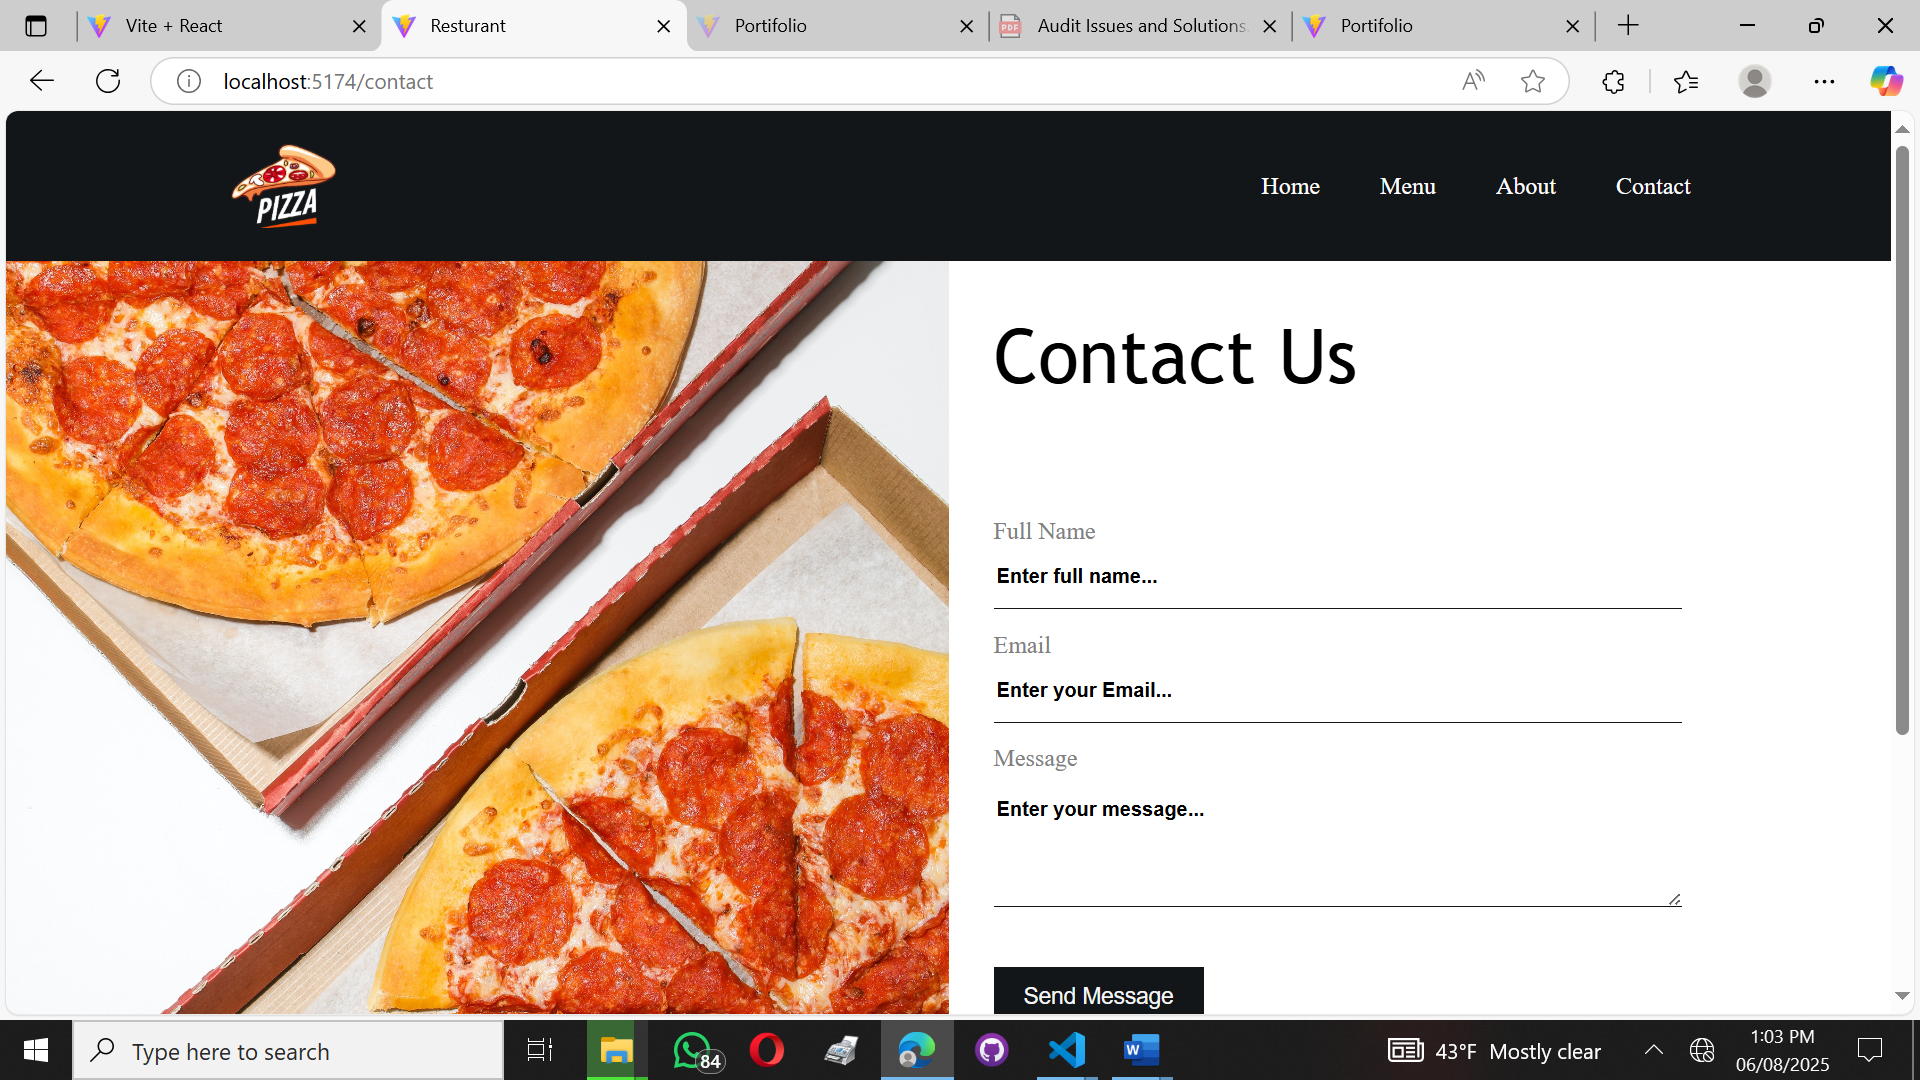 Vite + React
Resturant
Portifolio
Audit Issues and Solutions.
Portifolio
localhost:5174/contact
PIZZA
Home Menu About Contact
Contact Us
Full Name
Enter full name...
Email
Enter your Email...
Message
Enter your message...
Send Message
Type here to search
84
43°F Mostly clear
1:03 PM
06/08/2025